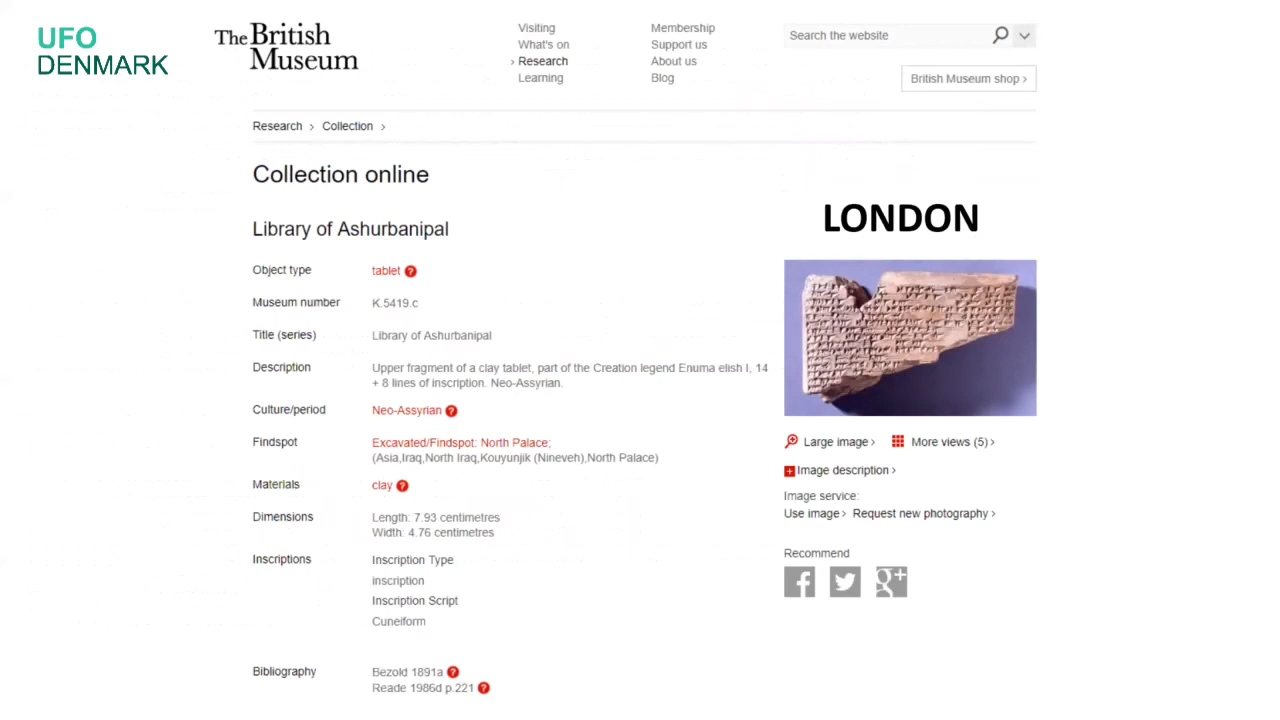 UFO
DENMARK
The British
Museum
Visiting
What's on
› Research
Learning
Membership
Support us
About us
Blog
Search the website
British Museum shop ›
Research › Collection ›
Collection online
Library of Ashurbanipal
Object type tablet ?
Museum number K.5419.c
Title (series) Library of Ashurbanipal
Description Upper fragment of a clay tablet, part of the Creation legend Enuma elish I, 14
+ 8 lines of inscription. Neo-Assyrian.
Culture/period Neo-Assyrian ?
Findspot Excavated/Findspot: North Palace;
(Asia,Iraq,North Iraq,Kouyunjik (Nineveh),North Palace)
Materials clay ?
Dimensions Length: 7.93 centimetres
Width: 4.76 centimetres
Inscriptions Inscription Type
inscription
Inscription Script
Cuneiform
Bibliography Bezold 1891a ?
Reade 1986d p.221 ?
LONDON
Large image › More views (5) ›
Image description ›
Image service:
Use image › Request new photography ›
Recommend
f g+